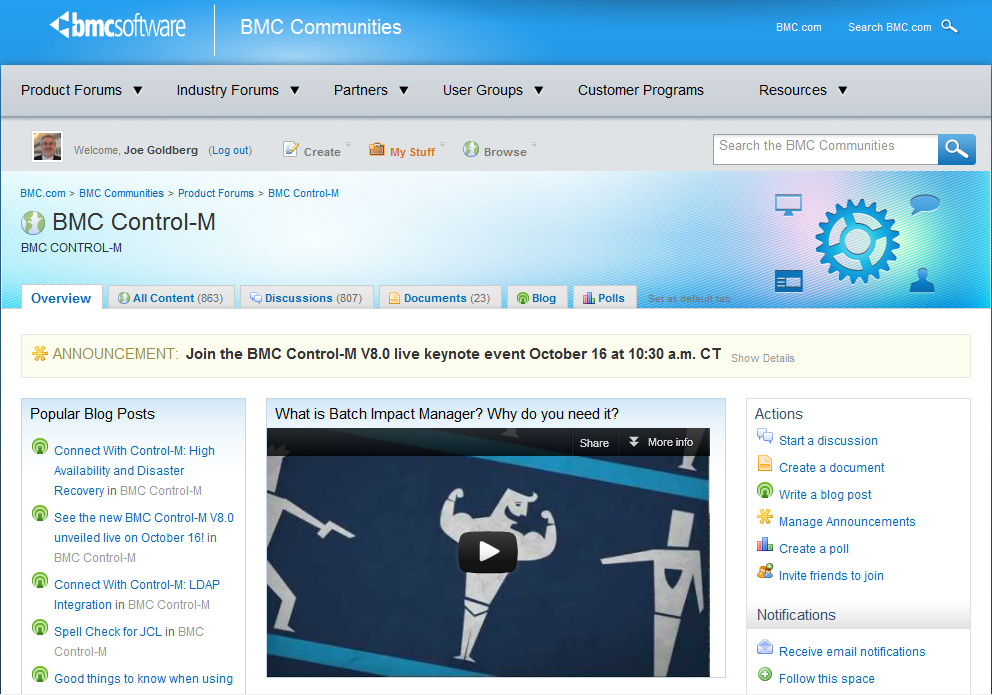 bmcsoftware
BMC Communities
BMC.com
Search BMC.com
Product Forums
Industry Forums
Partners
User Groups
Customer Programs
Resources
Welcome, Joe Goldberg (Log out)
Create
My Stuff
Browse
Search the BMC Communities
BMC.com > BMC Communities > Product Forums > BMC Control-M
BMC Control-M
BMC CONTROL-M
Overview
All Content (863)
Discussions (807)
Documents (23)
Blog
Polls
Set as default tab
ANNOUNCEMENT: Join the BMC Control-M V8.0 live keynote event October 16 at 10:30 a.m. CT Show Details
Popular Blog Posts
Connect With Control-M: High
Availability and Disaster
Recovery in BMC Control-M
See the new BMC Control-M V8.0
unveiled live on October 16! in
BMC Control-M
Connect With Control-M: LDAP
Integration in BMC Control-M
Spell Check for JCL in BMC
Control-M
Good things to know when using
What is Batch Impact Manager? Why do you need it?
Share
More info
Actions
Start a discussion
Create a document
Write a blog post
Manage Announcements
Create a poll
Invite friends to join
Notifications
Receive email notifications
Follow this space